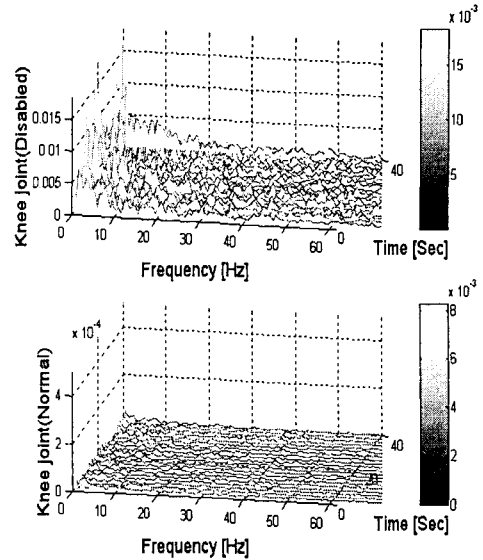 x 10⁻³
Knee joint(Disabled)
0.015
0.01
0.005
0
0 10 20 30 40 50 60
Frequency [Hz]
0
40
Time [Sec]
15
10
5
x 10⁻³
x 10⁻⁴
Knee joint(Normal)
4
2
0
0 10 20 30 40 50 60
Frequency [Hz]
0
40
Time [Sec]
8
6
4
2
0